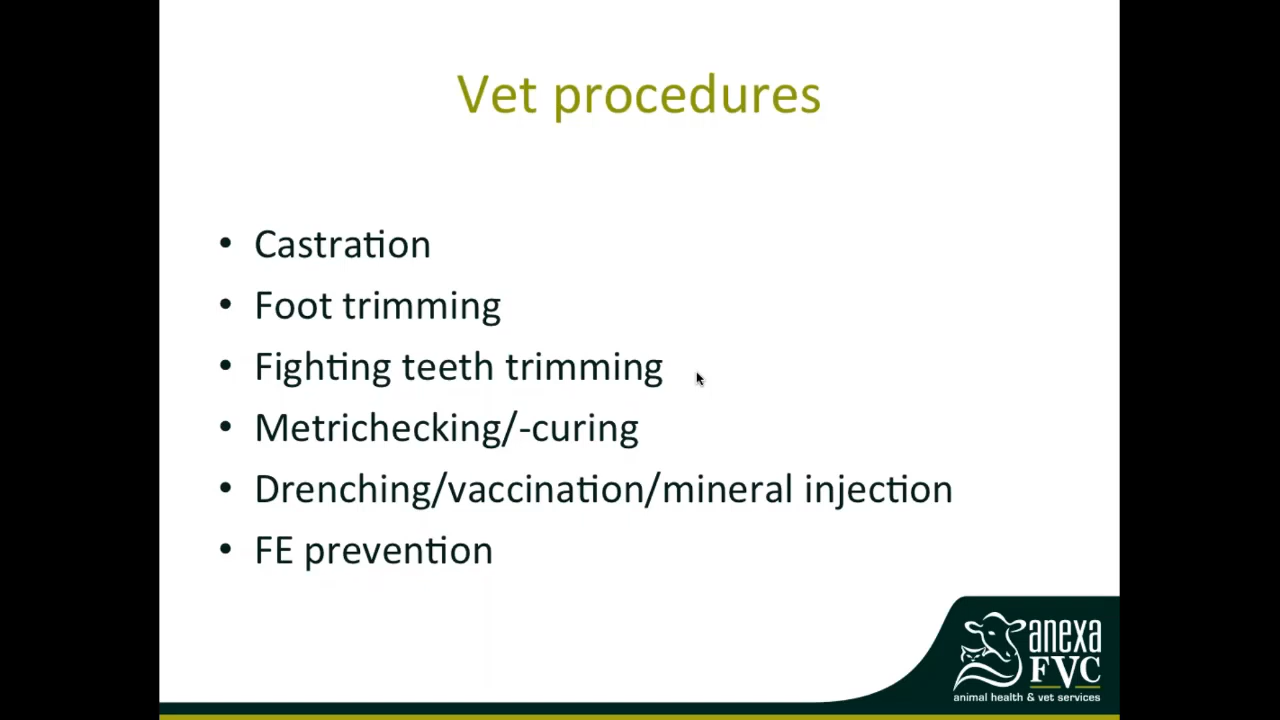 Vet procedures
• Castration
• Foot trimming
• Fighting teeth trimming
• Metrichecking/-curing
• Drenching/vaccination/mineral injection
• FE prevention
anexa
FVC
animal health & vet services